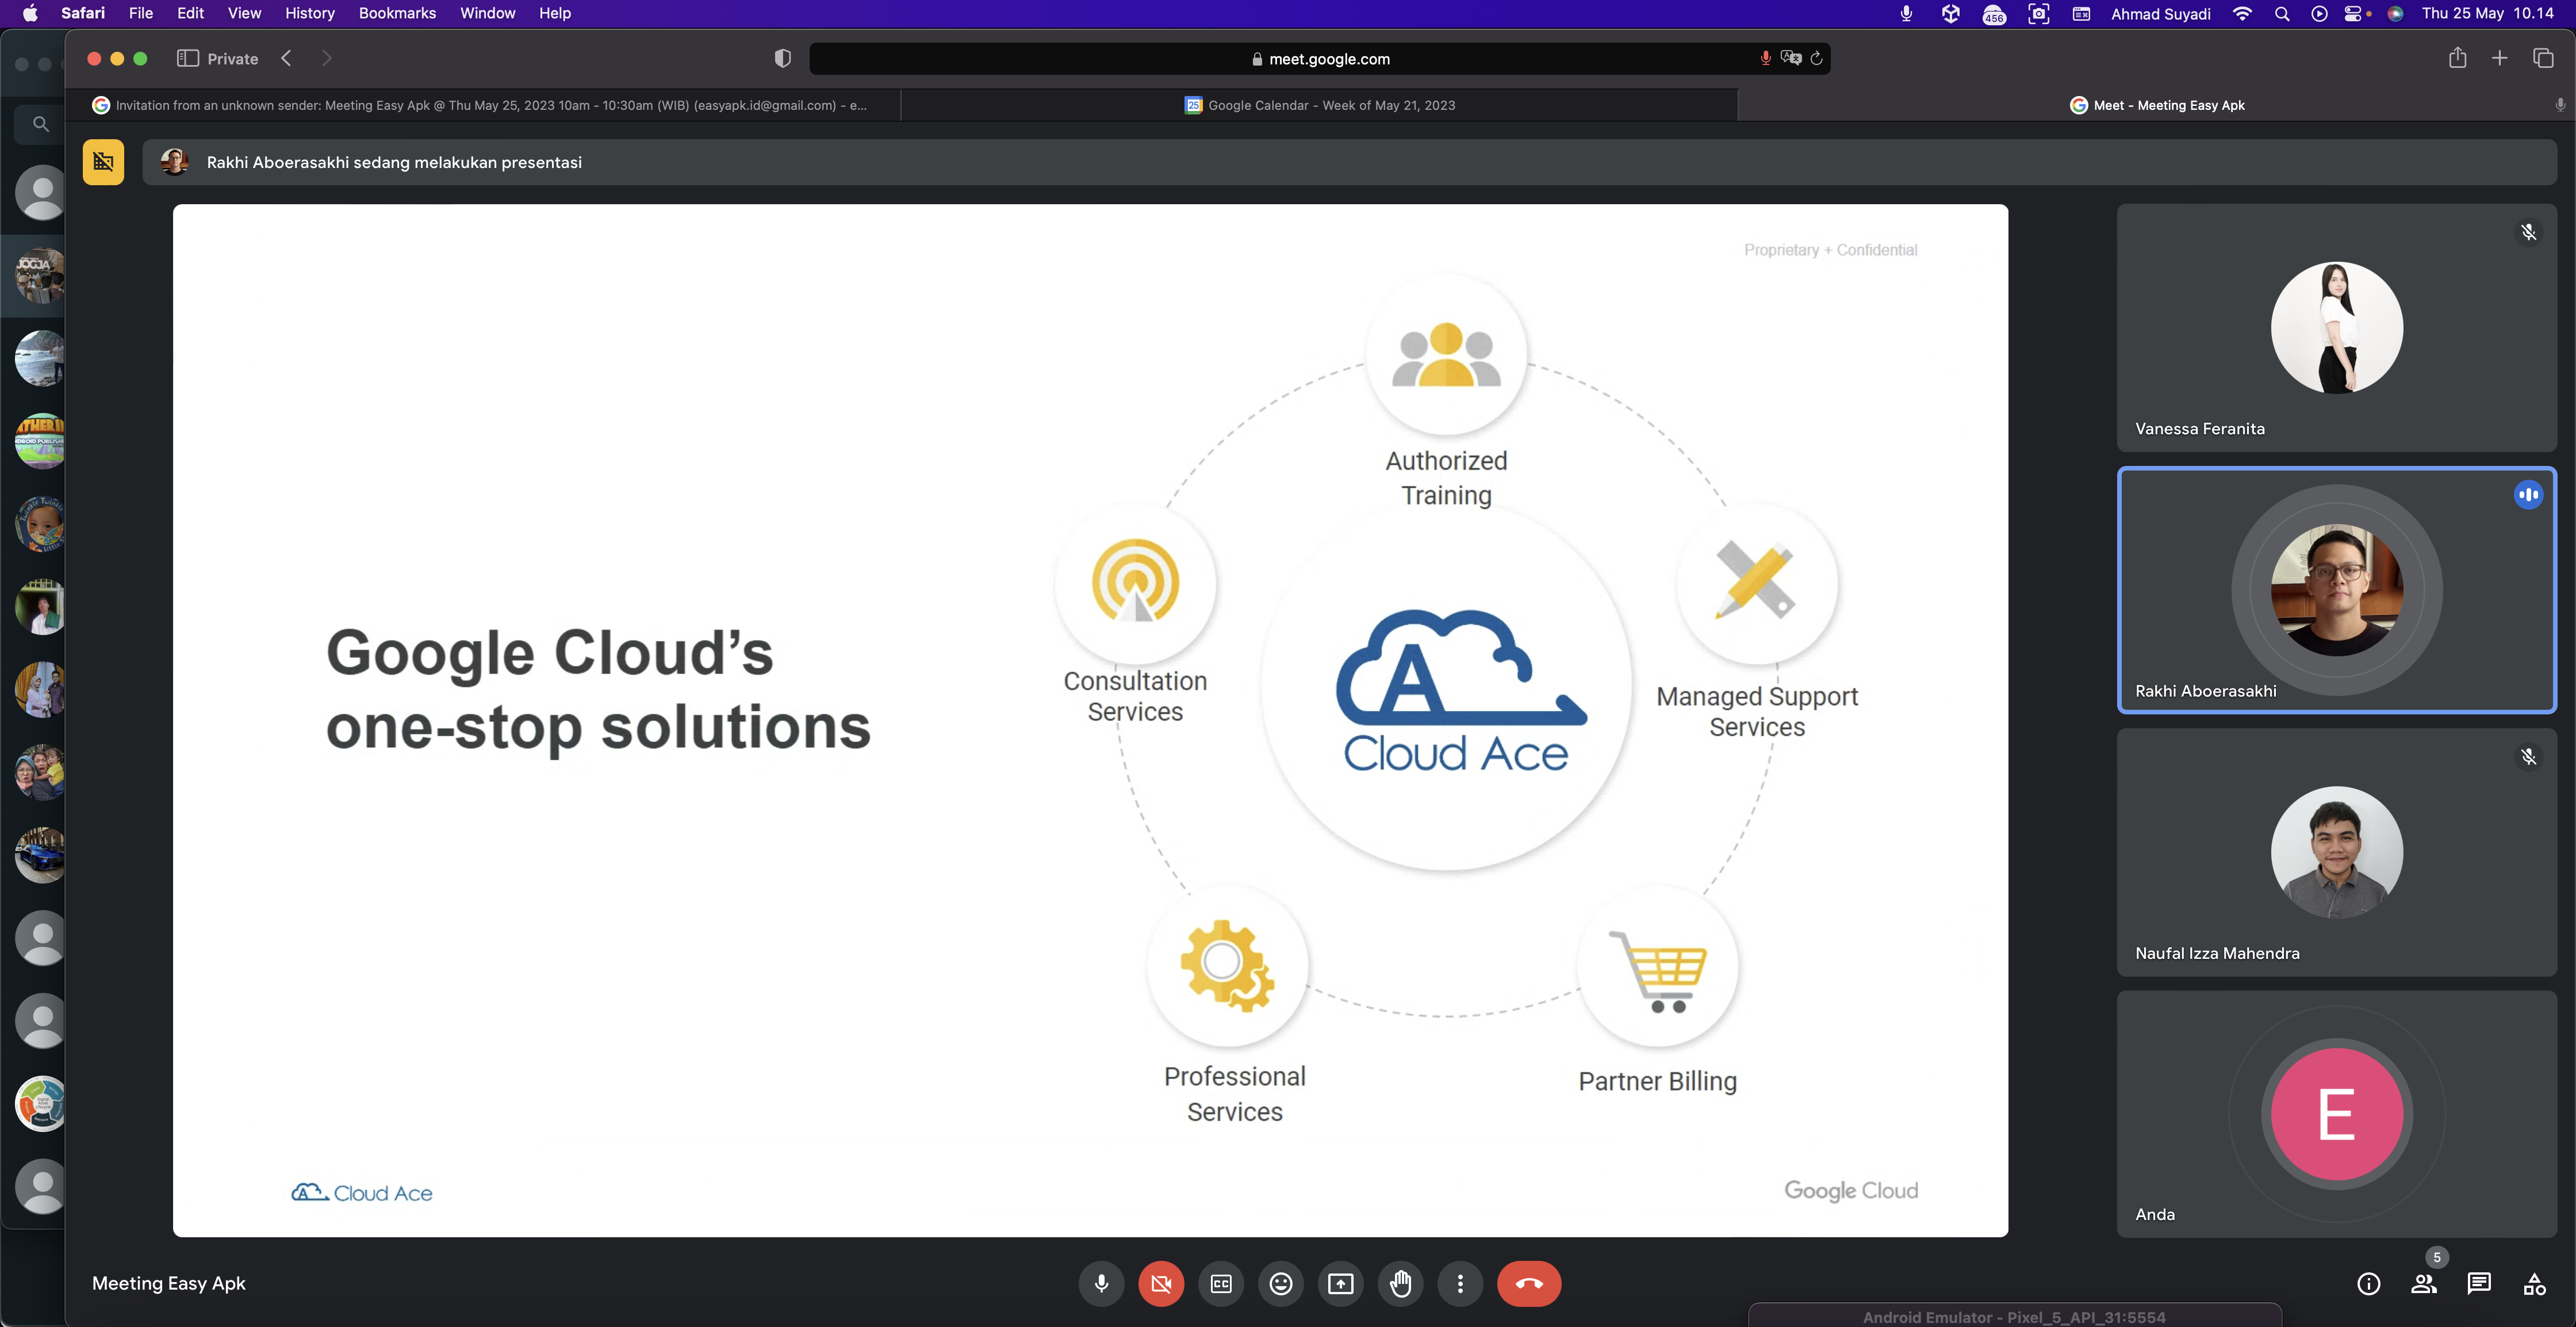 Safari File Edit View History Bookmarks Window Help
456 Ahmad Suyadi Thu 25 May 10.14
Private
meet.google.com
Invitation from an unknown sender: Meeting Easy Apk @ Thu May 25, 2023 10am - 10:30am (WIB) (easyapk.id@gmail.com) - e...
25 Google Calendar - Week of May 21, 2023
Meet - Meeting Easy Apk
Rakhi Aboerasakhi sedang melakukan presentasi
Proprietary + Confidential
Google Cloud's
one-stop solutions
Authorized
Training
Consultation
Services
Managed Support
Services
A
Cloud Ace
Professional
Services
Partner Billing
Cloud Ace
Google Cloud
Vanessa Feranita
Rakhi Aboerasakhi
Naufal Izza Mahendra
E
Anda
JOGJA
Meeting Easy Apk
CC
5
Android Emulator - Pixel_5_API_31:5554